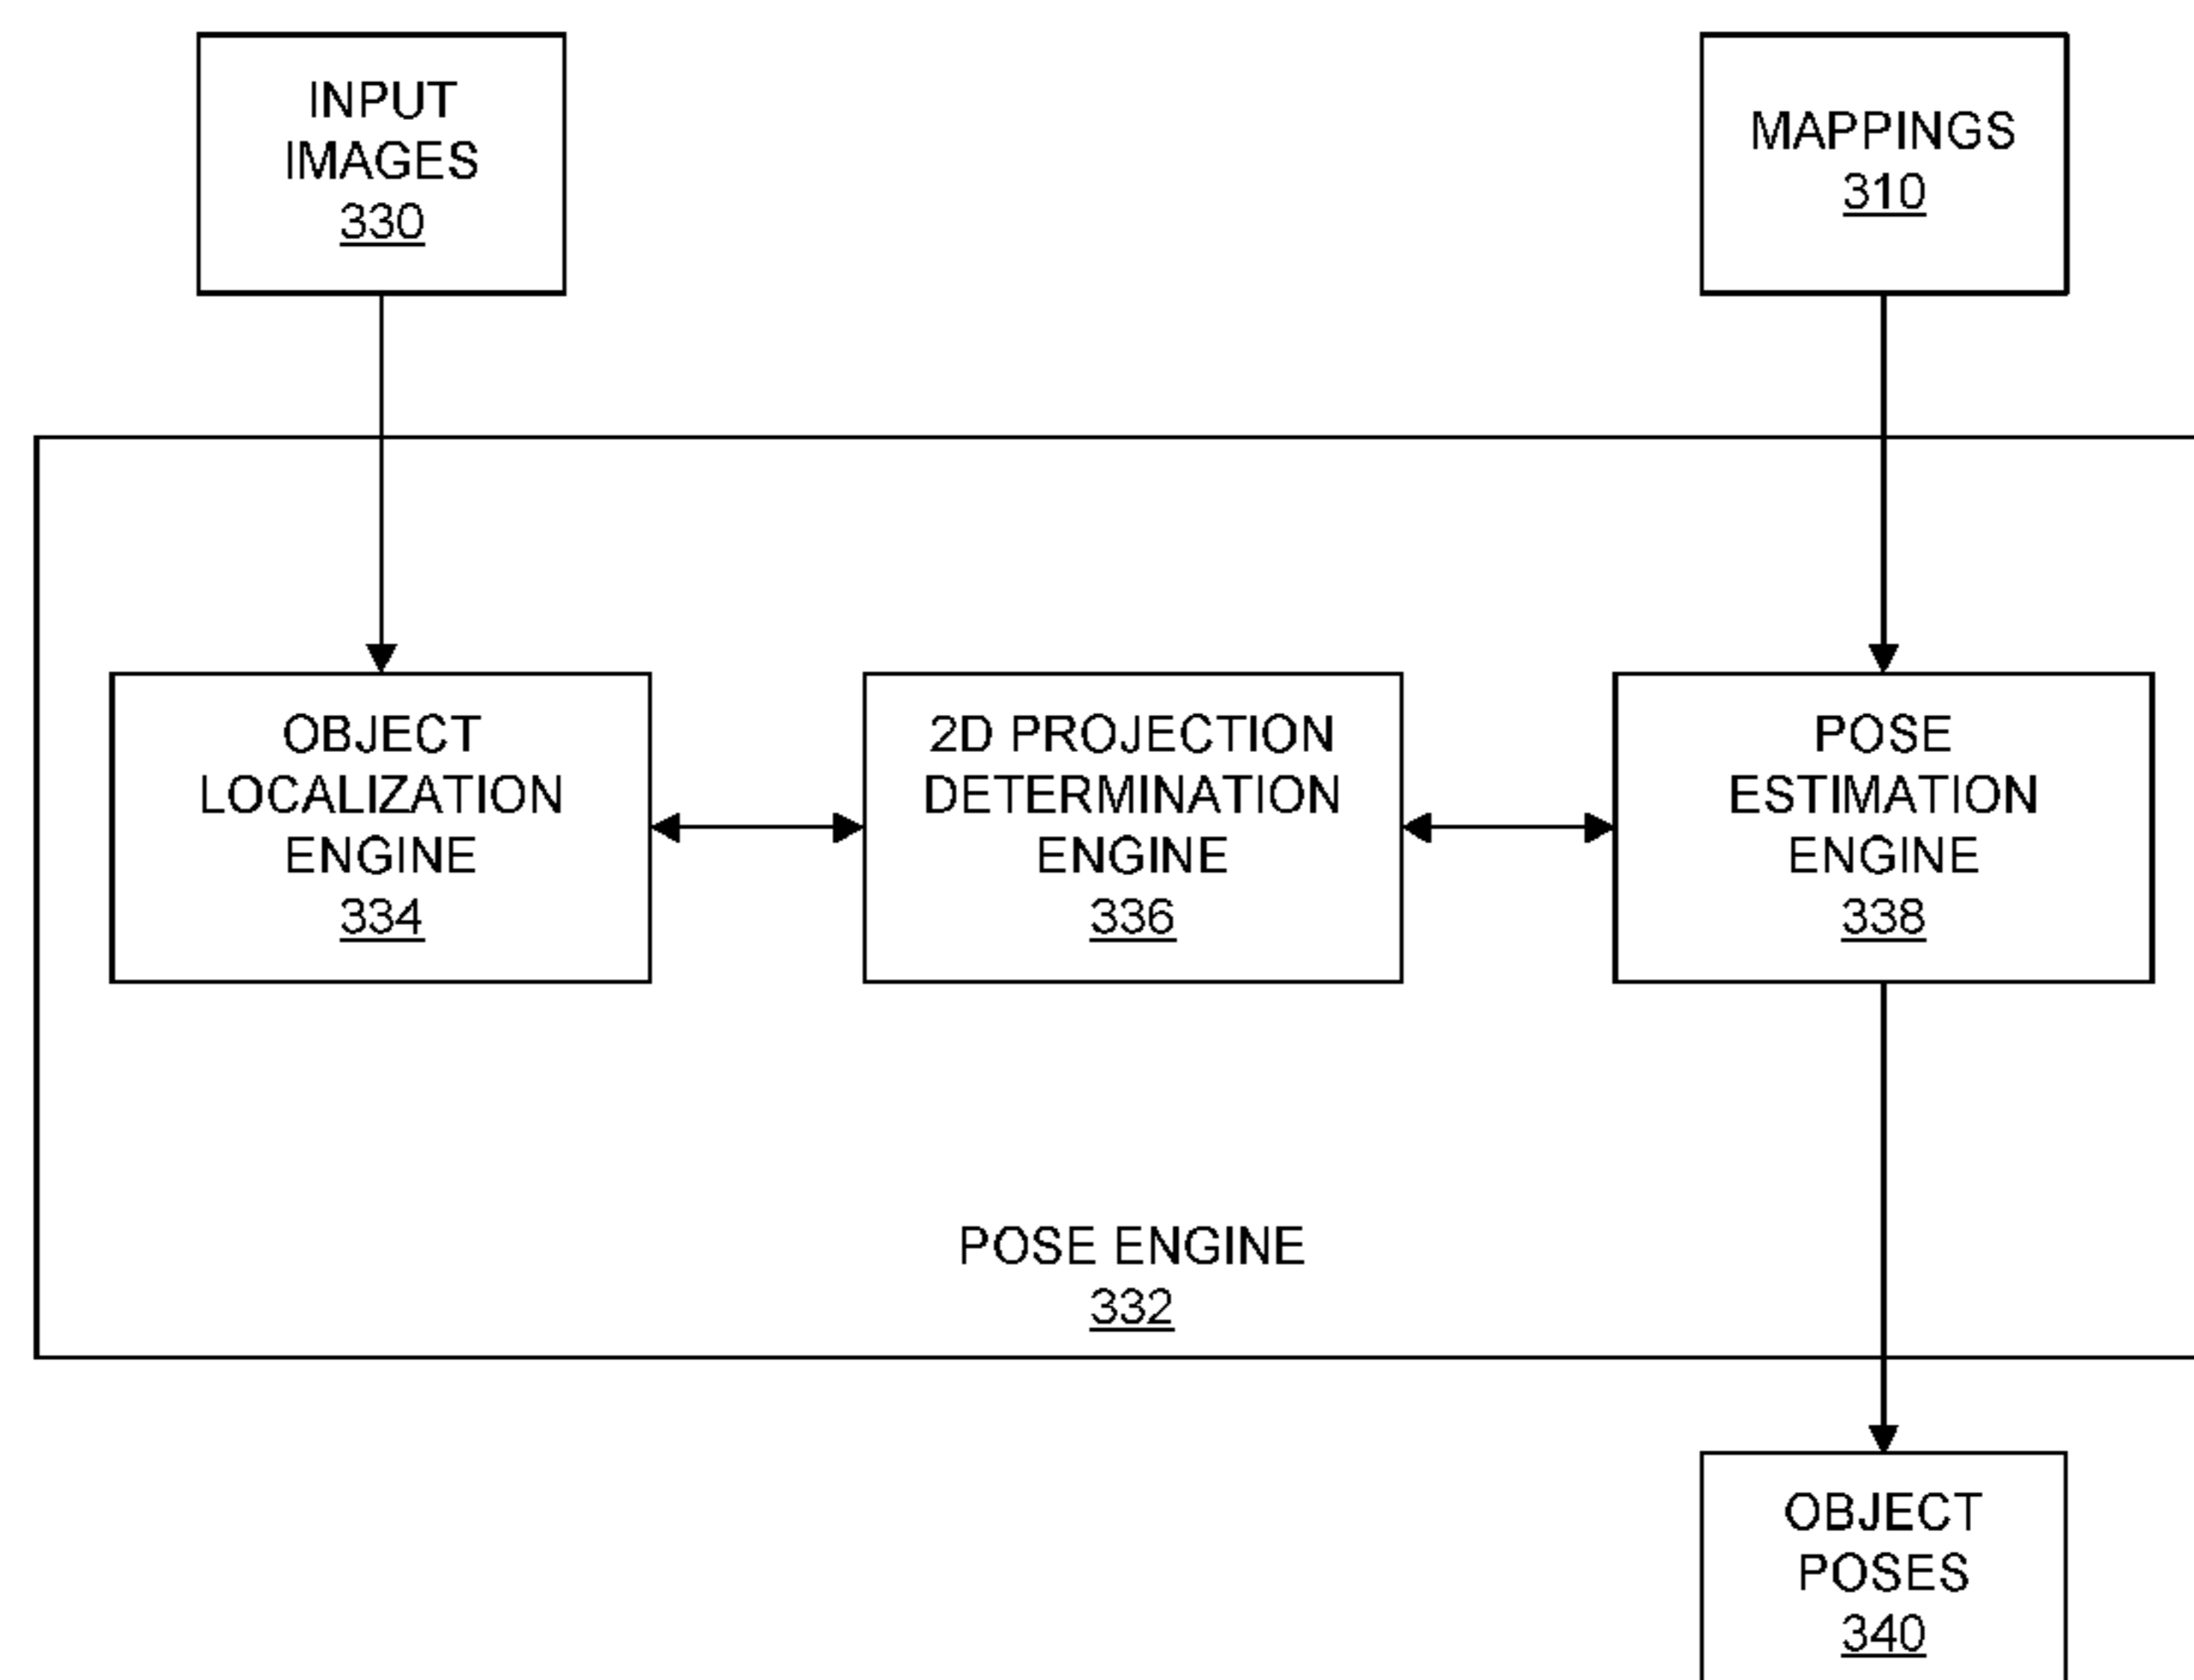 INPUT
IMAGES
330
MAPPINGS
310
OBJECT
LOCALIZATION
ENGINE
334
2D PROJECTION
DETERMINATION
ENGINE
336
POSE
ESTIMATION
ENGINE
338
POSE ENGINE
332
OBJECT
POSES
340